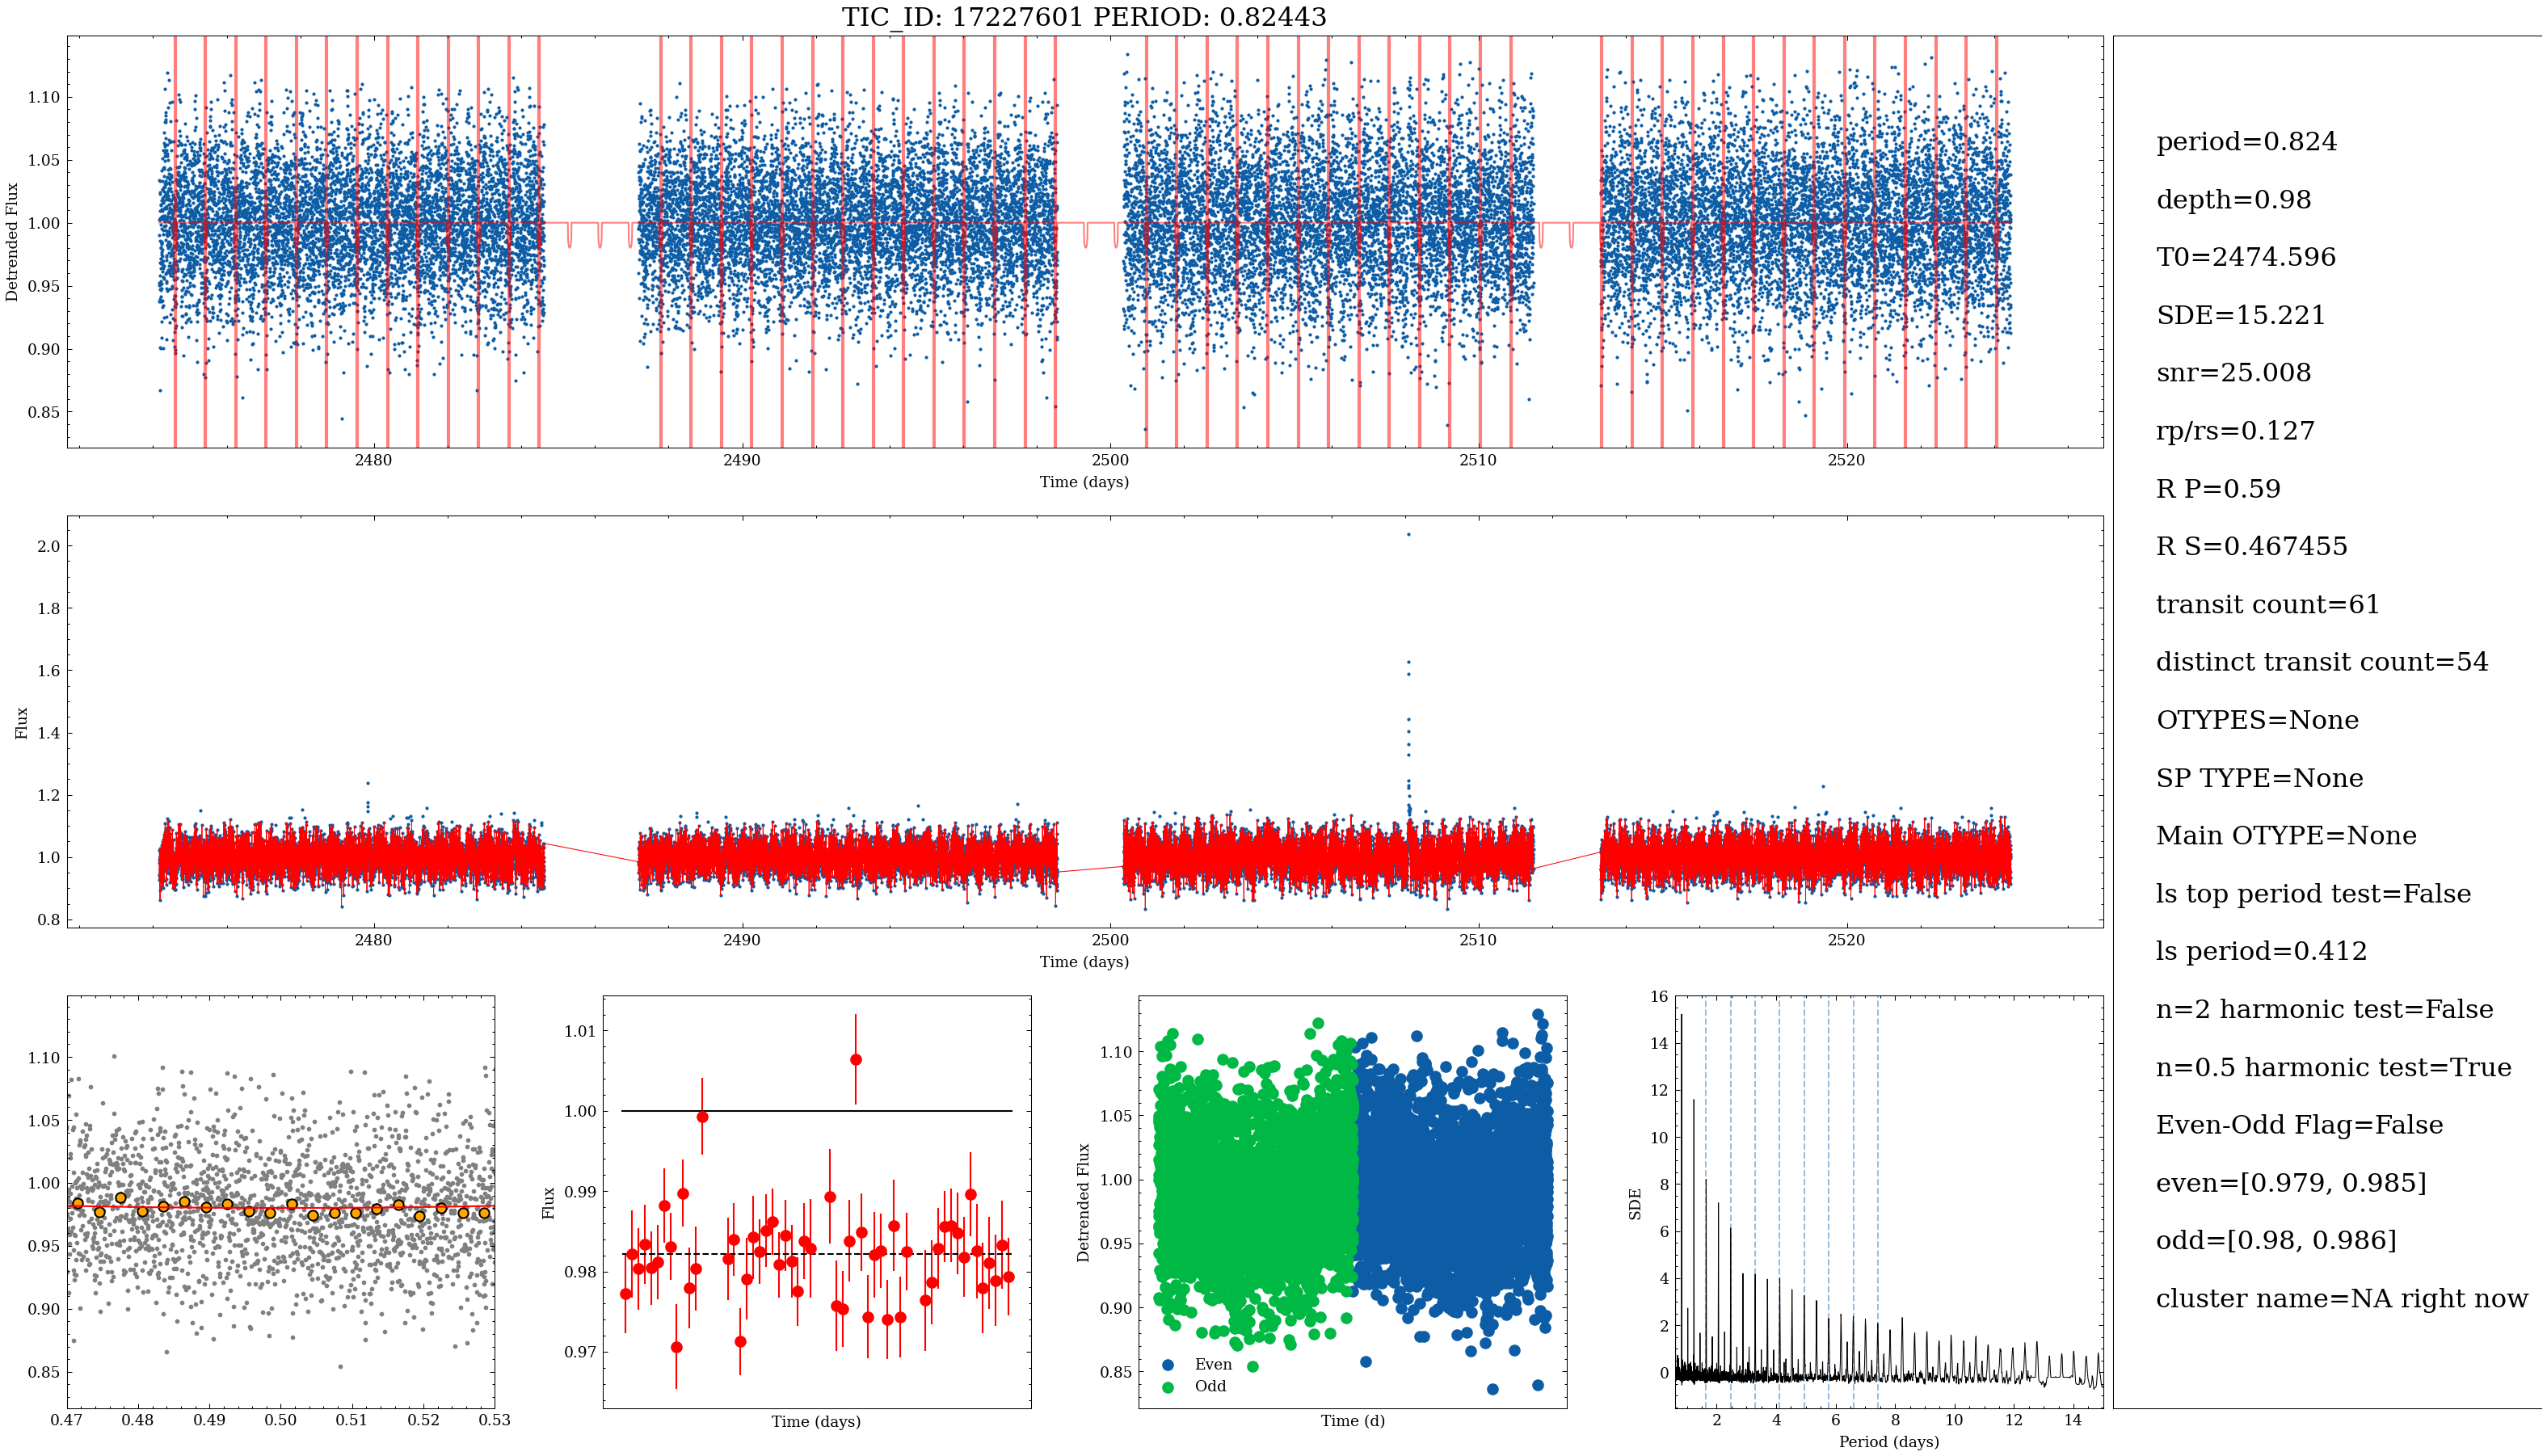 TIC_ID: 17227601 PERIOD: 0.82443
Detrended Flux
1.10
1.05
1.00
0.95
0.90
0.85
2480 2490 2500 2510 2520
Time (days)
Flux
2.0
1.8
1.6
1.4
1.2
1.0
0.8
2480 2490 2500 2510 2520
Time (days)
1.10
1.05
1.00
0.95
0.90
0.85
0.47 0.48 0.49 0.50 0.51 0.52 0.53
Flux
1.01
1.00
0.99
0.98
0.97
Time (days)
Detrended Flux
1.10
1.05
1.00
0.95
0.90
0.85
Even
Odd
Time (d)
SDE
16
14
12
10
8
6
4
2
0
2 4 6 8 10 12 14
Period (days)
period=0.824
depth=0.98
T0=2474.596
SDE=15.221
snr=25.008
rp/rs=0.127
R P=0.59
R S=0.467455
transit count=61
distinct transit count=54
OTYPES=None
SP TYPE=None
Main OTYPE=None
ls top period test=False
ls period=0.412
n=2 harmonic test=False
n=0.5 harmonic test=True
Even-Odd Flag=False
even=[0.979, 0.985]
odd=[0.98, 0.986]
cluster name=NA right now